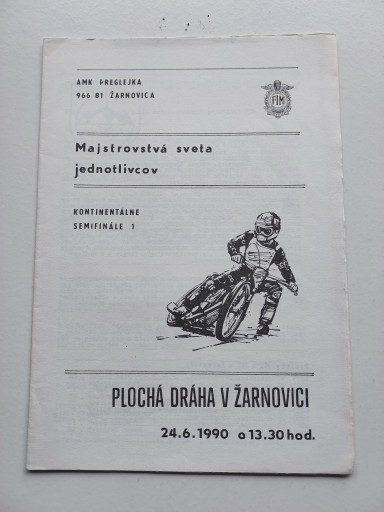 AMK PREGLEJKA
966 81 ŽARNOVICA
FIM
Majstrovstvá sveta
jednotlivcov
KONTINENTÁLNE
SEMIFINÁLE 1
PLOCHÁ DRÁHA V ŽARNOVICI
24.6.1990 o 13.30 hod.